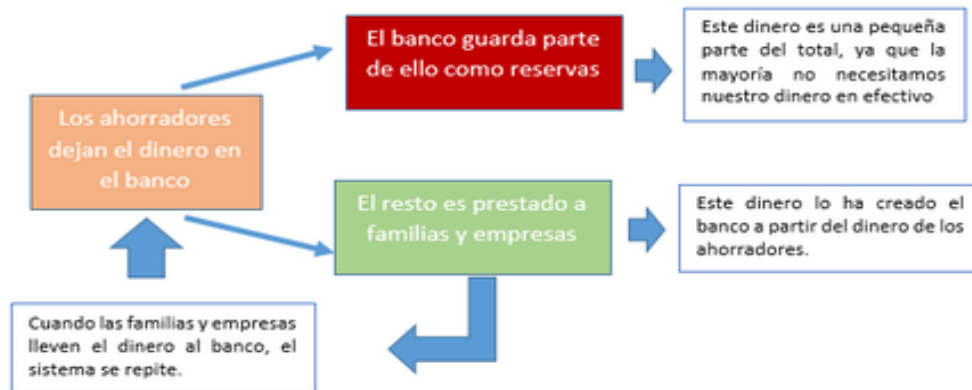 El banco guarda parte
de ello como reservas
Este dinero es una pequeña
parte del total, ya que la
mayoría no necesitamos
nuestro dinero en efectivo
Los ahorradores
dejan el dinero en
el banco
El resto es prestado a
familias y empresas
Este dinero lo ha creado el
banco a partir del dinero de los
ahorradores.
Cuando las familias y empresas
lleven el dinero al banco, el
sistema se repite.